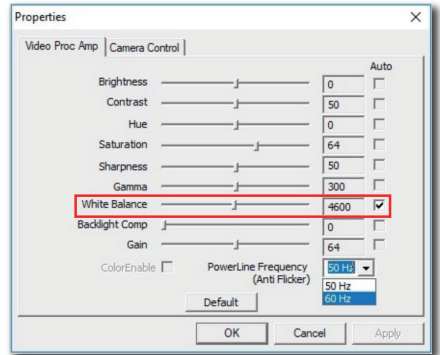 Properties
Video Proc Amp Camera Control
Auto
Brightness 0
Contrast 50
Hue 0
Saturation 64
Sharpness 50
Gamma 300
White Balance 4600
Backlight Comp 0
Gain 64
ColorEnable PowerLine Frequency 50 Hz
(Anti Flicker)
50 Hz
60 Hz
Default
OK Cancel Apply